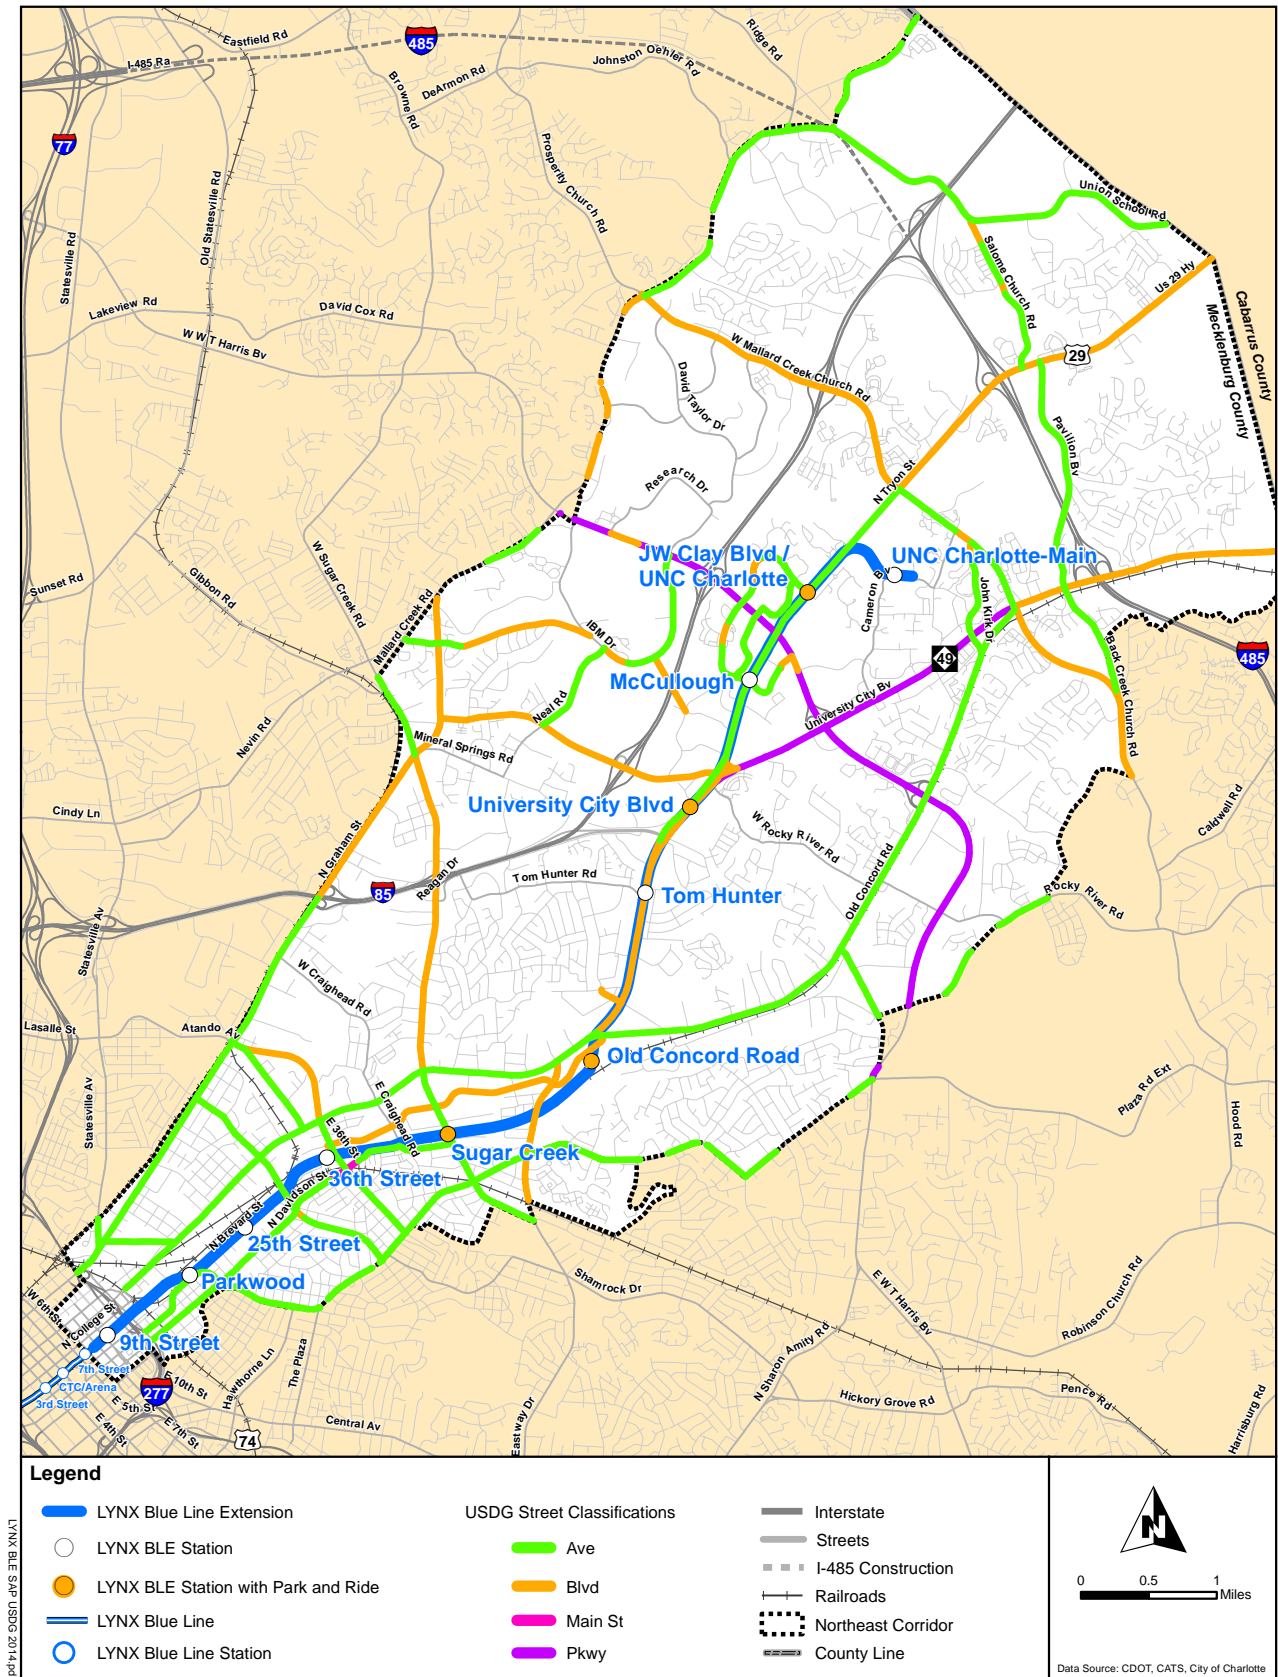 Eastfield Rd
I-485 Ra
485
Browne Rd
DeArmon Rd
Johnston Oehler Rd
Ridge Rd
77
Prosperity Church Rd
Old Statesville Rd
Statesville Rd
Lakeview Rd
David Cox Rd
W W T Harris Bv
Union School Rd
Salome Church Rd
Us 29 Hy
Cabarrus County
Mecklenburg County
29
W Mallard Creek Church Rd
David Taylor Dr
Pavilion Bv
Research Dr
N Tryon St
W Sugar Creek Rd
Gibbon Rd
Sunset Rd
JW Clay Blvd /
UNC Charlotte
UNC Charlotte-Main
Cameron Bv
John Kirk Dr
Mallard Creek Rd
IBM Dr
49
485
Back Creek Church Rd
McCullough
Neal Rd
University City Bv
Nevin Rd
Mineral Springs Rd
University City Blvd
Cindy Ln
W Rocky River Rd
Caldwell Rd
N Graham St
Reagan Dr
85
Tom Hunter Rd
Tom Hunter
Old Concord Rd
Rocky River Rd
Statesville Av
W Craighead Rd
Lasalle St
Atando Av
Old Concord Road
Statesville Av
E Craighead Rd
E 36th St
Plaza Rd Ext
Hood Rd
Sugar Creek
36th Street
N Davidson St
N Brevard St
25th Street
Parkwood
Shamrock Dr
E W T Harris Bv
Robinson Church Rd
W 6th St
N College St
9th Street
7th Street
CTC/Arena
3rd Street
277
E 10th St
E 5th St
E 4th St
E 7th St
Hawthorne Ln
The Plaza
74
Central Av
Eastway Dr
N Sharon Amity Rd
Hickory Grove Rd
Pence Rd
Harrisburg Rd
Legend
LYNX Blue Line Extension
LYNX BLE Station
LYNX BLE Station with Park and Ride
LYNX Blue Line
LYNX Blue Line Station
USDG Street Classifications
Ave
Blvd
Main St
Pkwy
Interstate
Streets
I-485 Construction
Railroads
Northeast Corridor
County Line
N
0 0.5 1
Miles
Data Source: CDOT, CATS, City of Charlotte
LYNX BLE SAP USDG 2014.pd